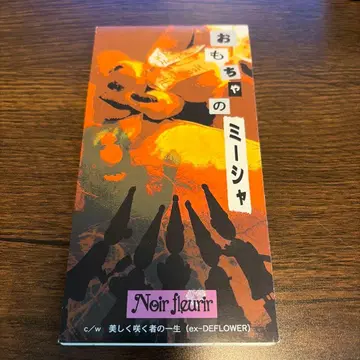 おもちゃの
ミーシャ
Noir fleurir
c/w 美しく咲く者の一生 (ex-DEFLOWER)